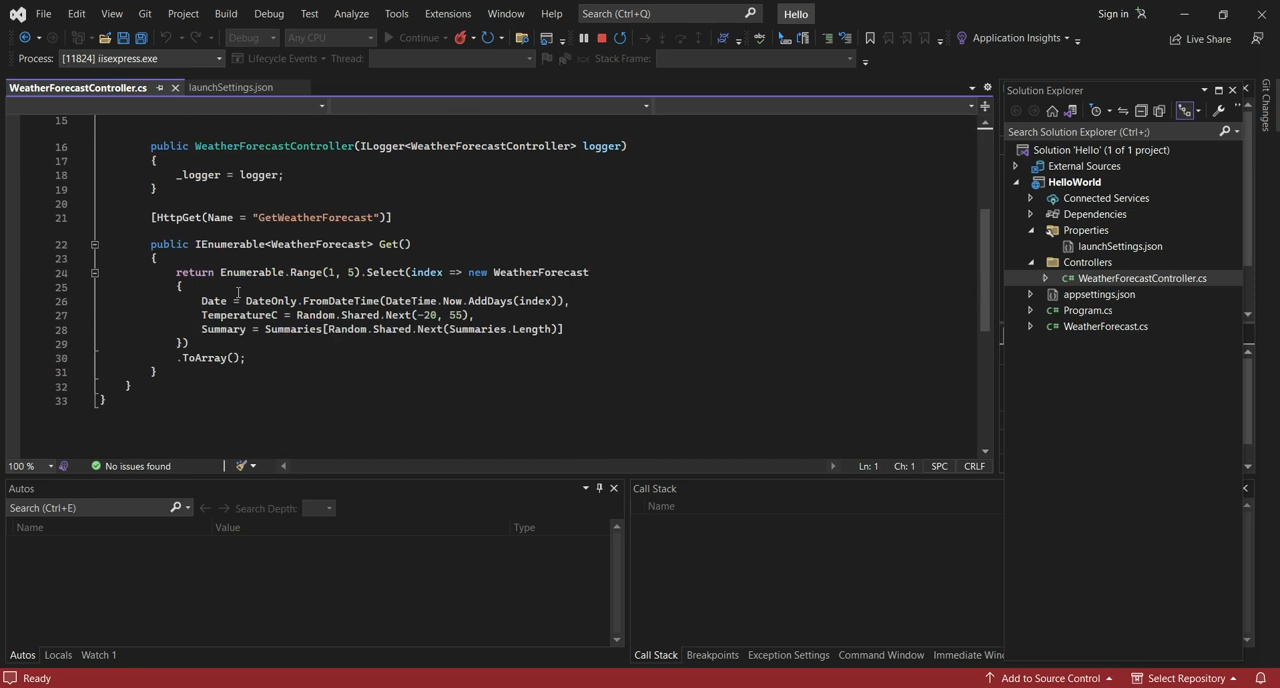 File Edit View Git Project Build Debug Test Analyze Tools Extensions Window Help Search (Ctrl+Q) Hello Sign in
Debug Any CPU Continue Application Insights Live Share
Process: [11824] iisexpress.exe Lifecycle Events Thread: Stack Frame:
WeatherForecastController.cs launchSettings.json
15
16 public WeatherForecastController(ILogger<WeatherForecastController> logger)
17 {
18 _logger = logger;
19 }
20
21 [HttpGet(Name = "GetWeatherForecast")]
22 public IEnumerable<WeatherForecast> Get()
23 {
24 return Enumerable.Range(1, 5).Select(index => new WeatherForecast
25 {
26 Date = DateOnly.FromDateTime(DateTime.Now.AddDays(index)),
27 TemperatureC = Random.Shared.Next(-20, 55),
28 Summary = Summaries[Random.Shared.Next(Summaries.Length)]
29 })
30 .ToArray();
31 }
32 }
33 }
100 % No issues found Ln: 1 Ch: 1 SPC CRLF
Solution Explorer
Search Solution Explorer (Ctrl+;)
Solution 'Hello' (1 of 1 project)
External Sources
HelloWorld
Connected Services
Dependencies
Properties
launchSettings.json
Controllers
C# WeatherForecastController.cs
appsettings.json
C# Program.cs
C# WeatherForecast.cs
Git Changes
Autos
Search (Ctrl+E) Search Depth:
Name Value Type
Autos Locals Watch 1
Call Stack
Name
Call Stack Breakpoints Exception Settings Command Window Immediate Win
Ready Add to Source Control Select Repository